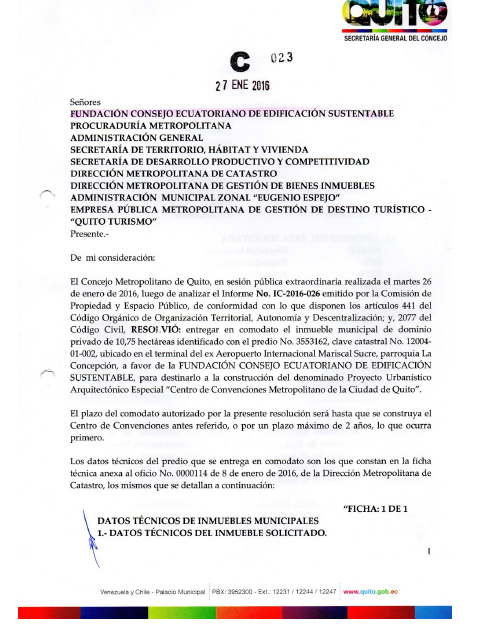 QUITO
SECRETARÍA GENERAL DEL CONCEJO
C 023
27 ENE 2016
Señores
FUNDACIÓN CONSEJO ECUATORIANO DE EDIFICACIÓN SUSTENTABLE
PROCURADURÍA METROPOLITANA
ADMINISTRACIÓN GENERAL
SECRETARÍA DE TERRITORIO, HÁBITAT Y VIVIENDA
SECRETARÍA DE DESARROLLO PRODUCTIVO Y COMPETITIVIDAD
DIRECCIÓN METROPOLITANA DE CATASTRO
DIRECCIÓN METROPOLITANA DE GESTIÓN DE BIENES INMUEBLES
ADMINISTRACIÓN MUNICIPAL ZONAL "EUGENIO ESPEJO"
EMPRESA PÚBLICA METROPOLITANA DE GESTIÓN DE DESTINO TURÍSTICO -
"QUITO TURISMO"
Presente.-
De mi consideración:
El Concejo Metropolitano de Quito, en sesión pública extraordinaria realizada el martes 26
de enero de 2016, luego de analizar el Informe No. IC-2016-026 emitido por la Comisión de
Propiedad y Espacio Público, de conformidad con lo que disponen los artículos 441 del
Código Orgánico de Organización Territorial, Autonomía y Descentralización; y, 2077 del
Código Civil, RESOLVIÓ: entregar en comodato el inmueble municipal de dominio
privado de 10,75 hectáreas identificado con el predio No. 3553162, clave catastral No. 12004-
01-002, ubicado en el terminal del ex Aeropuerto Internacional Mariscal Sucre, parroquia La
Concepción, a favor de la FUNDACIÓN CONSEJO ECUATORIANO DE EDIFICACIÓN
SUSTENTABLE, para destinarlo a la construcción del denominado Proyecto Urbanístico
Arquitectónico Especial "Centro de Convenciones Metropolitano de la Ciudad de Quito".
El plazo del comodato autorizado por la presente resolución será hasta que se construya el
Centro de Convenciones antes referido, o por un plazo máximo de 2 años, lo que ocurra
primero.
Los datos técnicos del predio que se entrega en comodato son los que constan en la ficha
técnica anexa al oficio No. 0000114 de 8 de enero de 2016, de la Dirección Metropolitana de
Catastro, los mismos que se detallan a continuación:
"FICHA: 1 DE 1
DATOS TÉCNICOS DE INMUEBLES MUNICIPALES
1.- DATOS TÉCNICOS DEL INMUEBLE SOLICITADO.
1
Venezuela y Chile - Palacio Municipal | PBX: 3952300 - Ext.: 12231 / 12244 / 12247 | www.quito.gob.ec